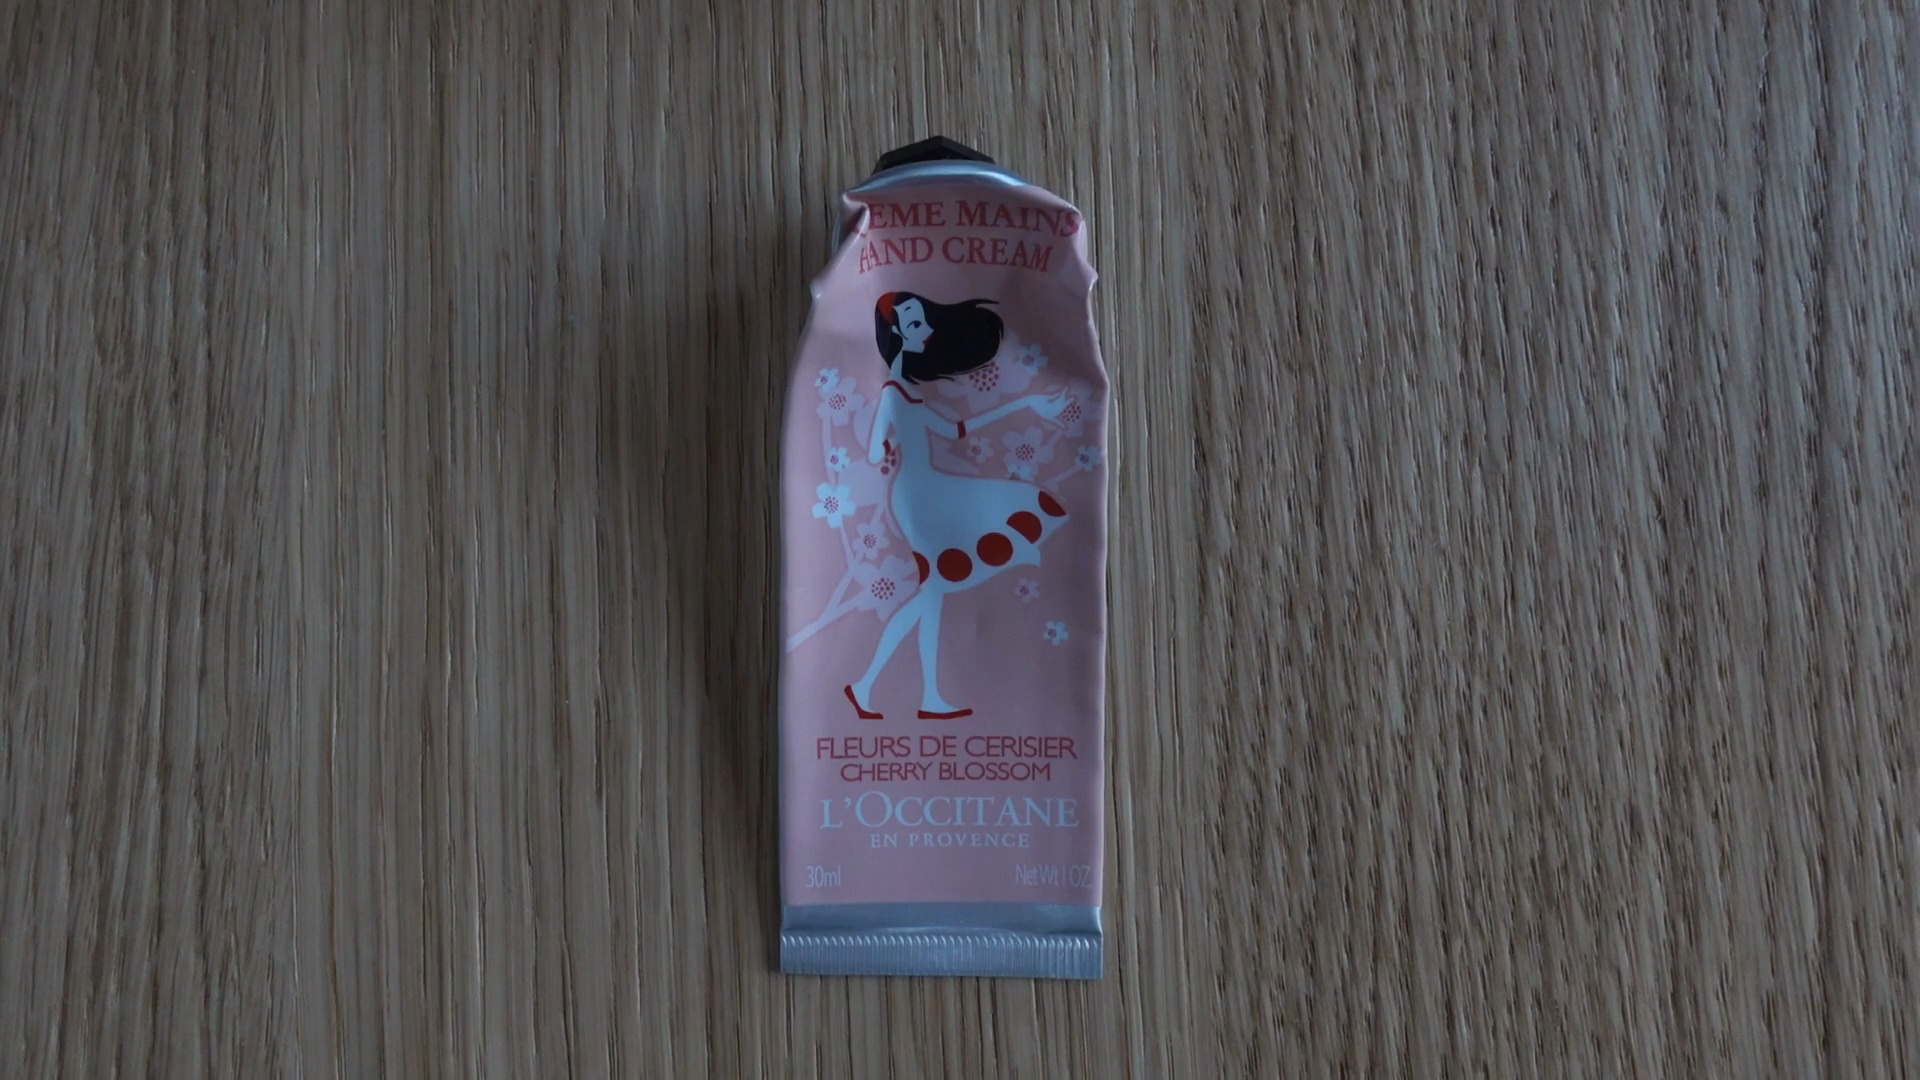 EME MAINS
HAND CREAM
FLEURS DE CERISIER
CHERRY BLOSSOM
L'OCCITANE
EN PROVENCE
30ml Net Wt 1 OZ.